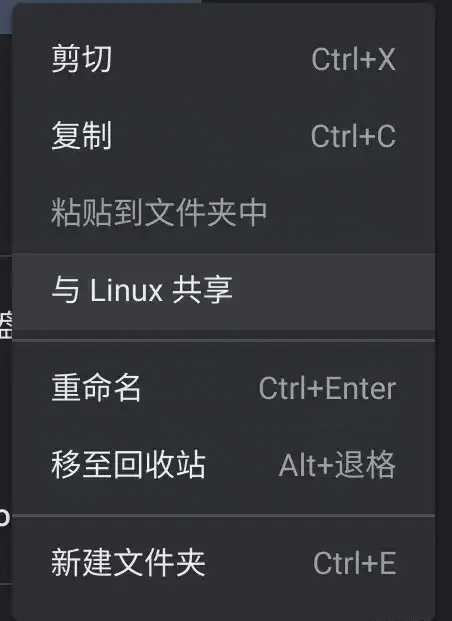 剪切 Ctrl+X
复制 Ctrl+C
粘贴到文件夹中
与 Linux 共享
重命名 Ctrl+Enter
移至回收站 Alt+退格
新建文件夹 Ctrl+E